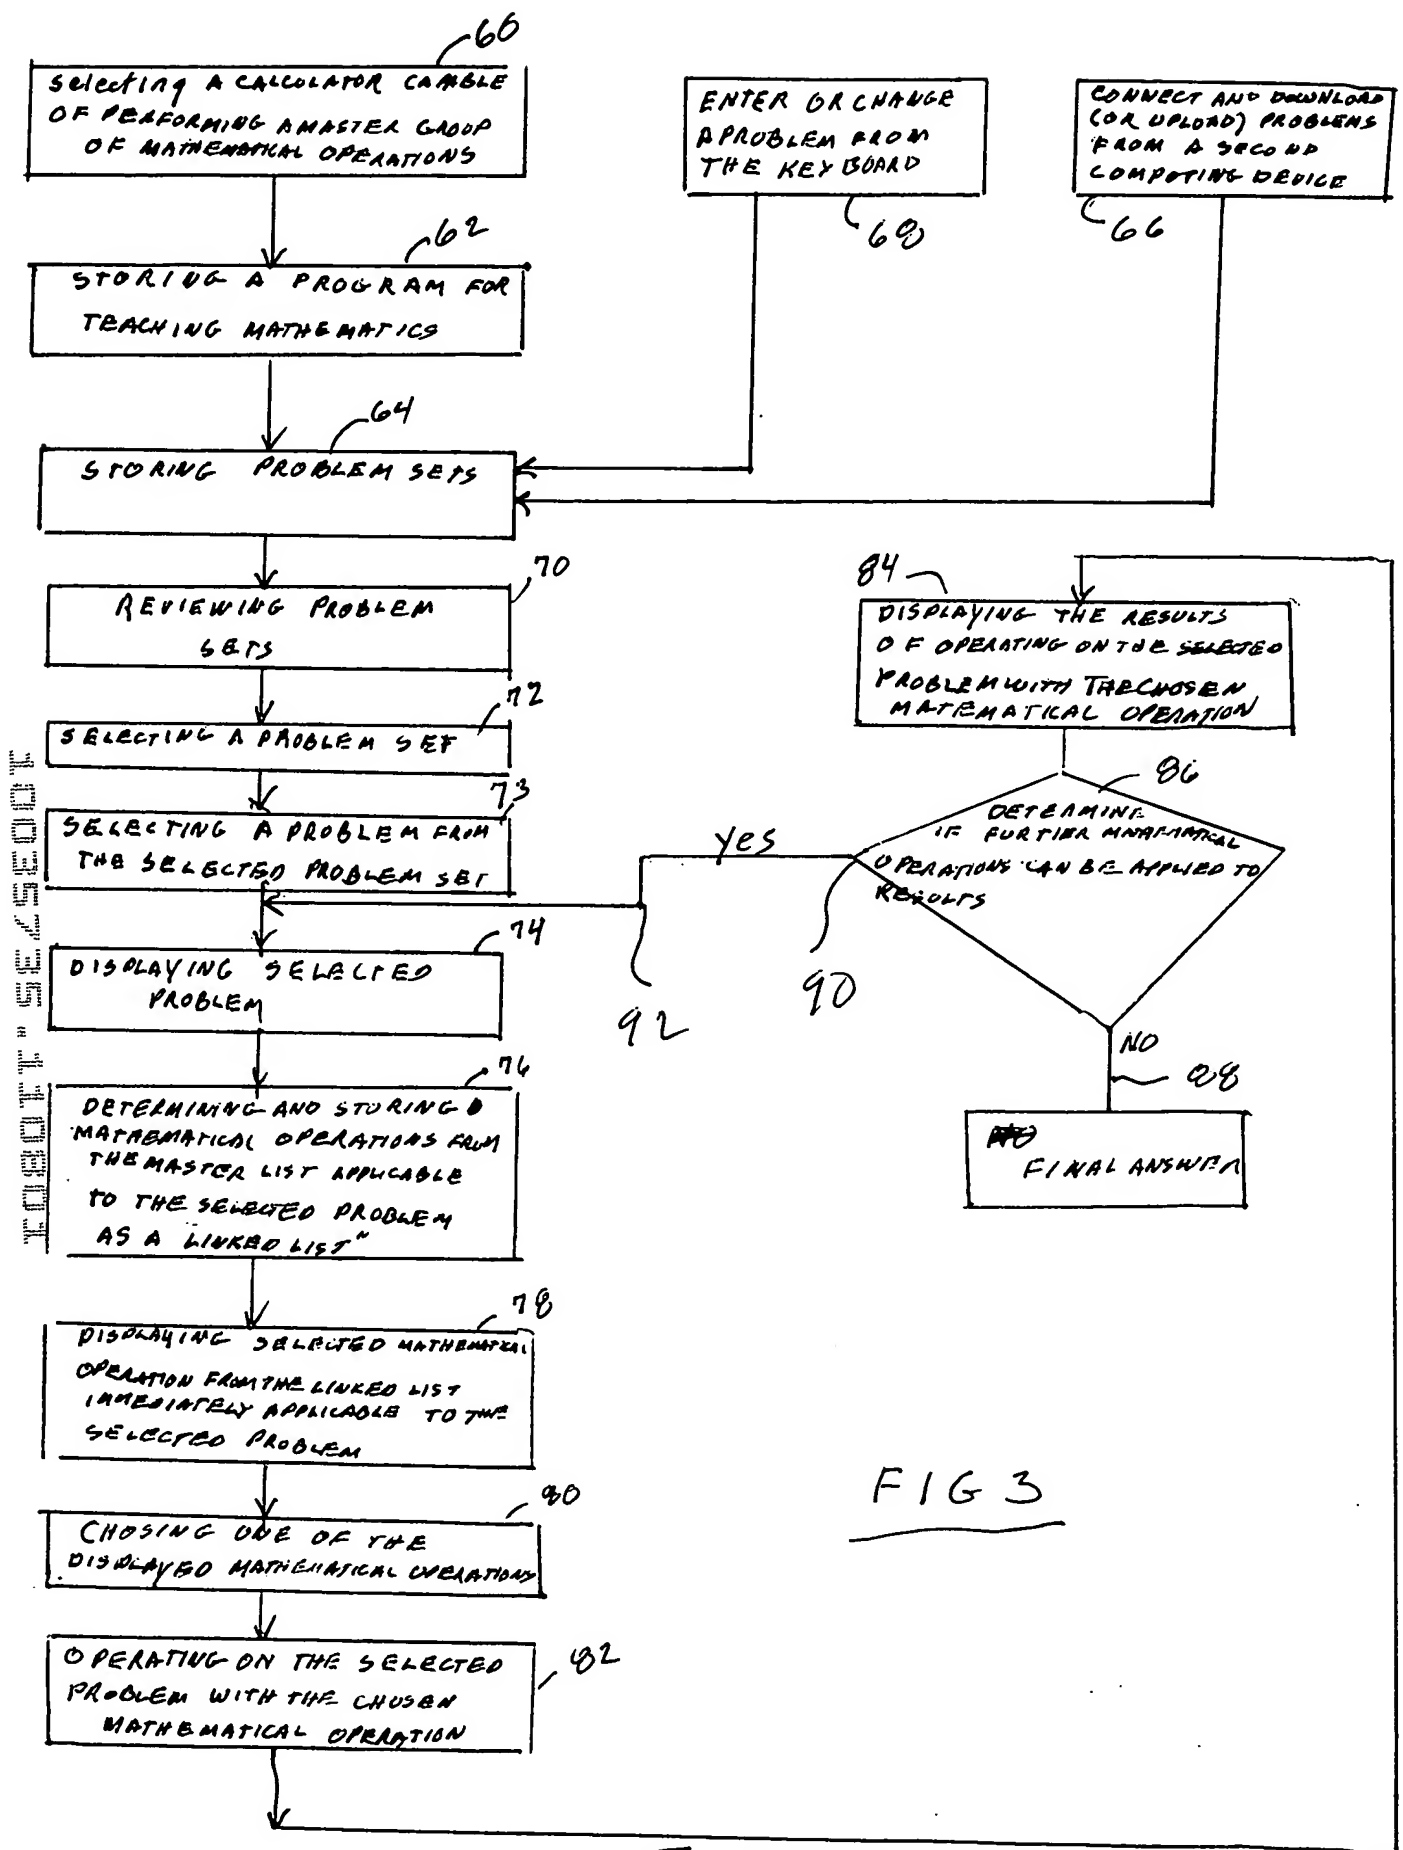 60
Selecting A CALCULATOR CAPABLE
OF PERFORMING A MASTER GROUP
OF MATHEMATICAL OPERATIONS
ENTER OR CHANGE
A PROBLEM FROM
THE KEYBOARD
68
CONNECT AND DOWNLOAD
(OR UPLOAD) PROBLEMS
FROM A SECOND
COMPUTING DEVICE
66
62
STORING A PROGRAM FOR
TEACHING MATHEMATICS
64
STORING PROBLEM SETS
70
REVIEWING PROBLEM
SETS
72
SELECTING A PROBLEM SET
73
SELECTING A PROBLEM FROM
THE SELECTED PROBLEM SET
74
DISPLAYING SELECTED
PROBLEM
76
DETERMINING AND STORING
MATHEMATICAL OPERATIONS FROM
THE MASTER LIST APPLICABLE
TO THE SELECTED PROBLEM
AS A LINKED LIST"
78
DISPLAYING SELECTED MATHEMATICAL
OPERATION FROM THE LINKED LIST
IMMEDIATELY APPLICABLE TO THE
SELECTED PROBLEM
80
CHOSING ONE OF THE
DISPLAYED MATHEMATICAL OPERATIONS
82
OPERATING ON THE SELECTED
PROBLEM WITH THE CHOSEN
MATHEMATICAL OPERATION
84
DISPLAYING THE RESULTS
OF OPERATING ON THE SELECTED
PROBLEM WITH THE CHOSEN
MATEMATICAL OPERATION
86
DETERMINE
IF FURTHER MATHEMATICAL
OPERATIONS CAN BE APPLIED TO
RESULTS
yes
90
92
NO
88
FINAL ANSWER
FIG 3